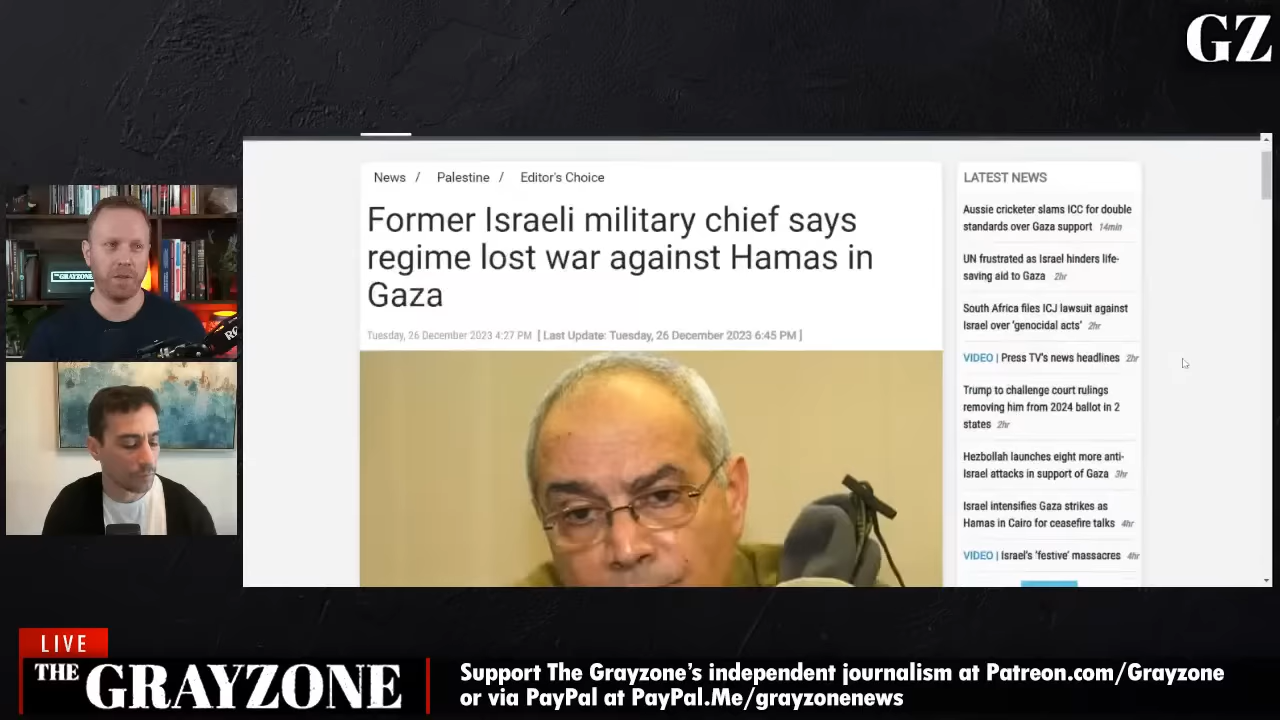 GZ
News / Palestine / Editor's Choice
Former Israeli military chief says
regime lost war against Hamas in
Gaza
Tuesday, 26 December 2023 4:27 PM [ Last Update: Tuesday, 26 December 2023 6:45 PM ]
LATEST NEWS
Aussie cricketer slams ICC for double
standards over Gaza support 14min
UN frustrated as Israel hinders life-
saving aid to Gaza 2hr
South Africa files ICJ lawsuit against
Israel over 'genocidal acts' 2hr
VIDEO | Press TV's news headlines 2hr
Trump to challenge court rulings
removing him from 2024 ballot in 2
states 2hr
Hezbollah launches eight more anti-
Israel attacks in support of Gaza 3hr
Israel intensifies Gaza strikes as
Hamas in Cairo for ceasefire talks 4hr
VIDEO | Israel's 'festive' massacres 4hr
THE GRAYZONE
LIVE
THE GRAYZONE
Support The Grayzone's independent journalism at Patreon.com/Grayzone
or via PayPal at PayPal.Me/grayzonenews